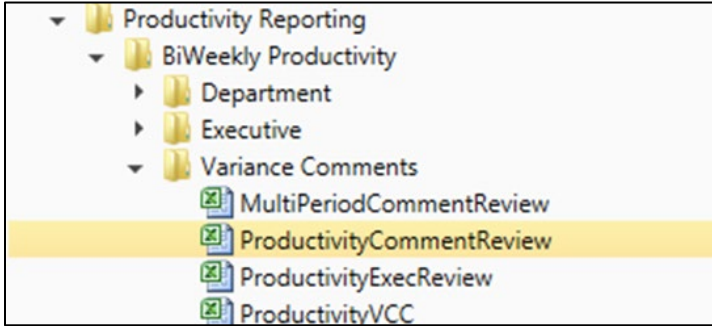 Productivity Reporting
BiWeekly Productivity
Department
Executive
Variance Comments
MultiPeriodCommentReview
ProductivityCommentReview
ProductivityExecReview
ProductivityVCC